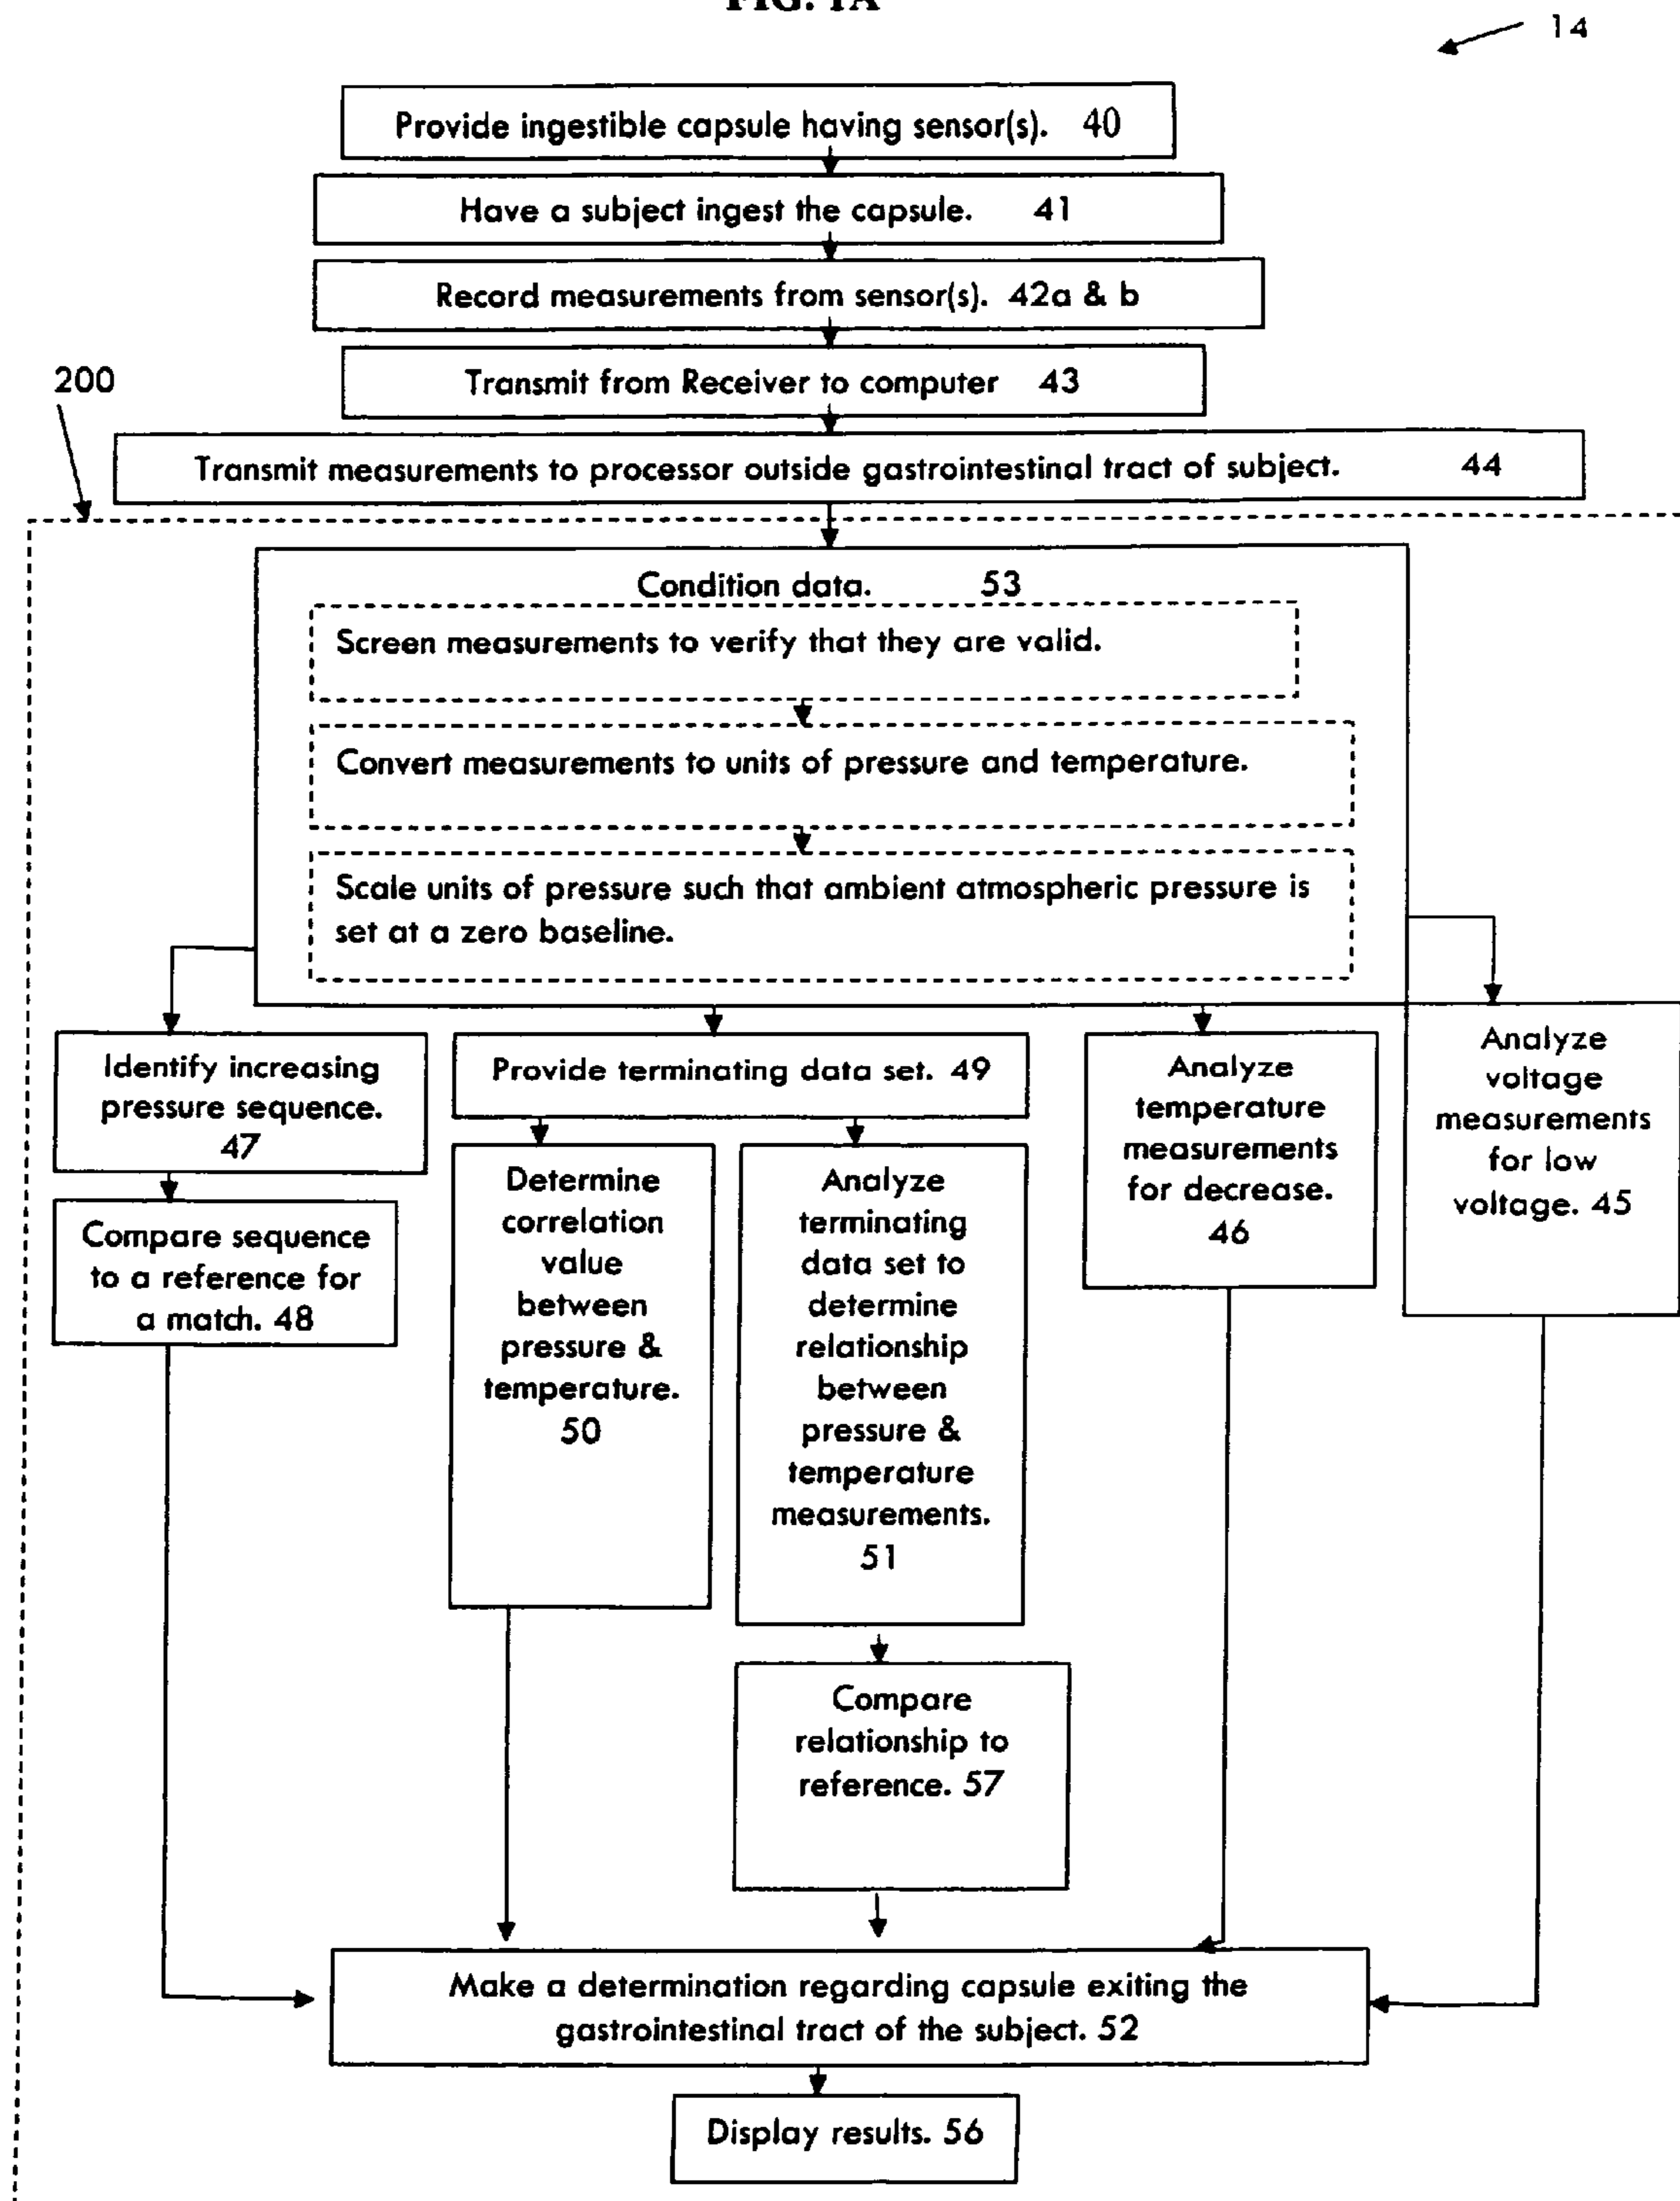 FIG. 1A
14
Provide ingestible capsule having sensor(s). 40
Have a subject ingest the capsule. 41
Record measurements from sensor(s). 42a & b
Transmit from Receiver to computer 43
200
Transmit measurements to processor outside gastrointestinal tract of subject. 44
Condition data. 53
Screen measurements to verify that they are valid.
Convert measurements to units of pressure and temperature.
Scale units of pressure such that ambient atmospheric pressure is
set at a zero baseline.
Identify increasing
pressure sequence.
47
Compare sequence
to a reference for
a match. 48
Provide terminating data set. 49
Determine
correlation
value
between
pressure &
temperature.
50
Analyze
terminating
data set to
determine
relationship
between
pressure &
temperature
measurements.
51
Compare
relationship to
reference. 57
Analyze
temperature
measurements
for decrease.
46
Analyze
voltage
measurements
for low
voltage. 45
Make a determination regarding capsule exiting the
gastrointestinal tract of the subject. 52
Display results. 56